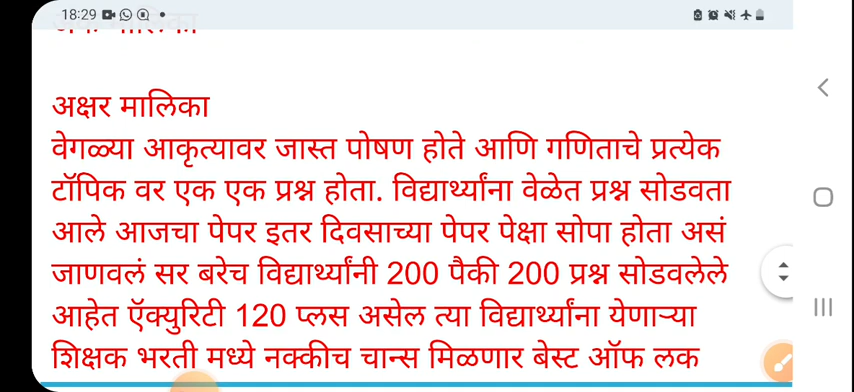 18:29
अक्षर मालिका
वेगळ्या आकृत्यावर जास्त पोषण होते आणि गणिताचे प्रत्येक
टॉपिक वर एक एक प्रश्न होता. विद्यार्थ्यांना वेळेत प्रश्न सोडवता
आले आजचा पेपर इतर दिवसाच्या पेपर पेक्षा सोपा होता असं
जाणवलं सर बरेच विद्यार्थ्यांनी 200 पैकी 200 प्रश्न सोडवलेले
आहेत ऍक्युरिटी 120 प्लस असेल त्या विद्यार्थ्यांना येणाऱ्या
शिक्षक भरती मध्ये नक्कीच चान्स मिळणार बेस्ट ऑफ लक